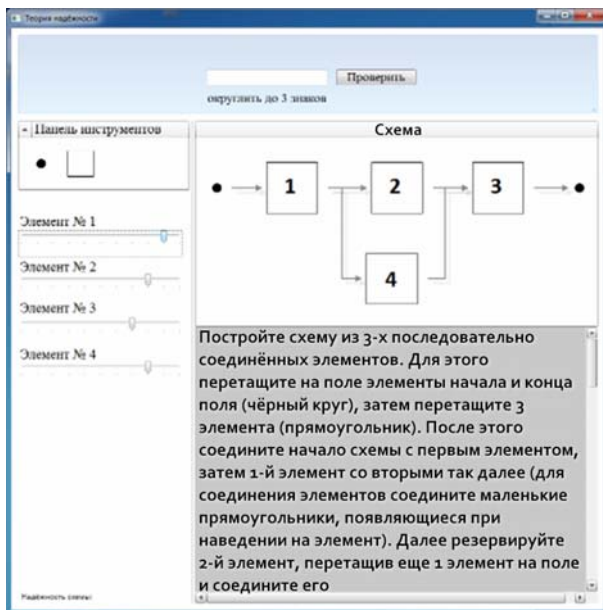 Теория надёжности
Проверить
округлить до 3 знаков
Панель инструментов
Схема
1
2
3
4
Элемент № 1
Элемент № 2
Элемент № 3
Элемент № 4
Постройте схему из 3-х последовательно
соединённых элементов. Для этого
перетащите на поле элементы начала и конца
поля (чёрный круг), затем перетащите 3
элемента (прямоугольник). После этого
соедините начало схемы с первым элементом,
затем 1-й элемент со вторыми так далее (для
соединения элементов соедините маленькие
прямоугольники, появляющиеся при
наведении на элемент). Далее резервируйте
2-й элемент, перетащив еще 1 элемент на поле
и соедините его
Надёжность схемы: